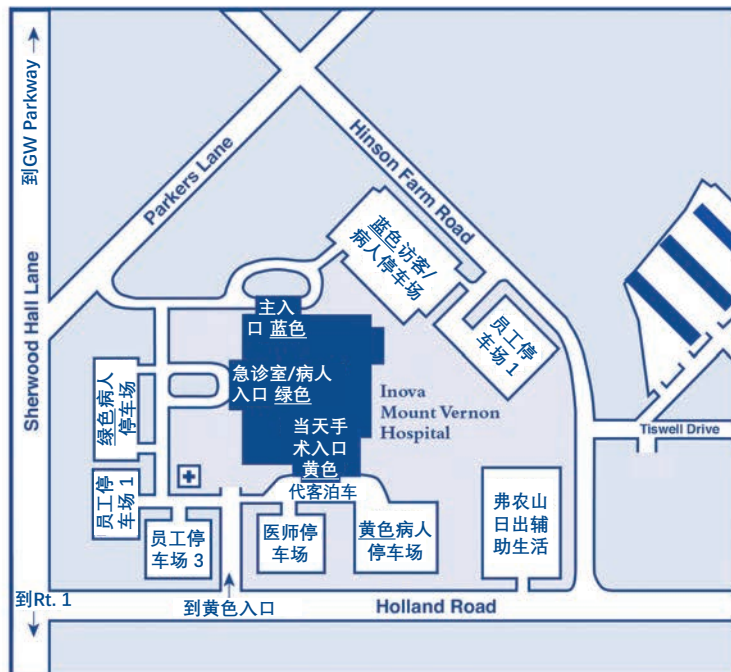 到GW Parkway
Sherwood Hall Lane
到Rt. 1
Parkers Lane
Hinson Farm Road
蓝色访客/
病人停车场
员工停
车场 1
主入
口 蓝色
急诊室/病人
入口 绿色
当天手
术入口
黄色
代客泊车
Inova
Mount Vernon
Hospital
Tiswell Drive
绿色病人
停车场
员工停
车场 1
员工停
车场 3
医师停
车场
黄色病人
停车场
弗农山
日出辅
助生活
到黄色入口
Holland Road